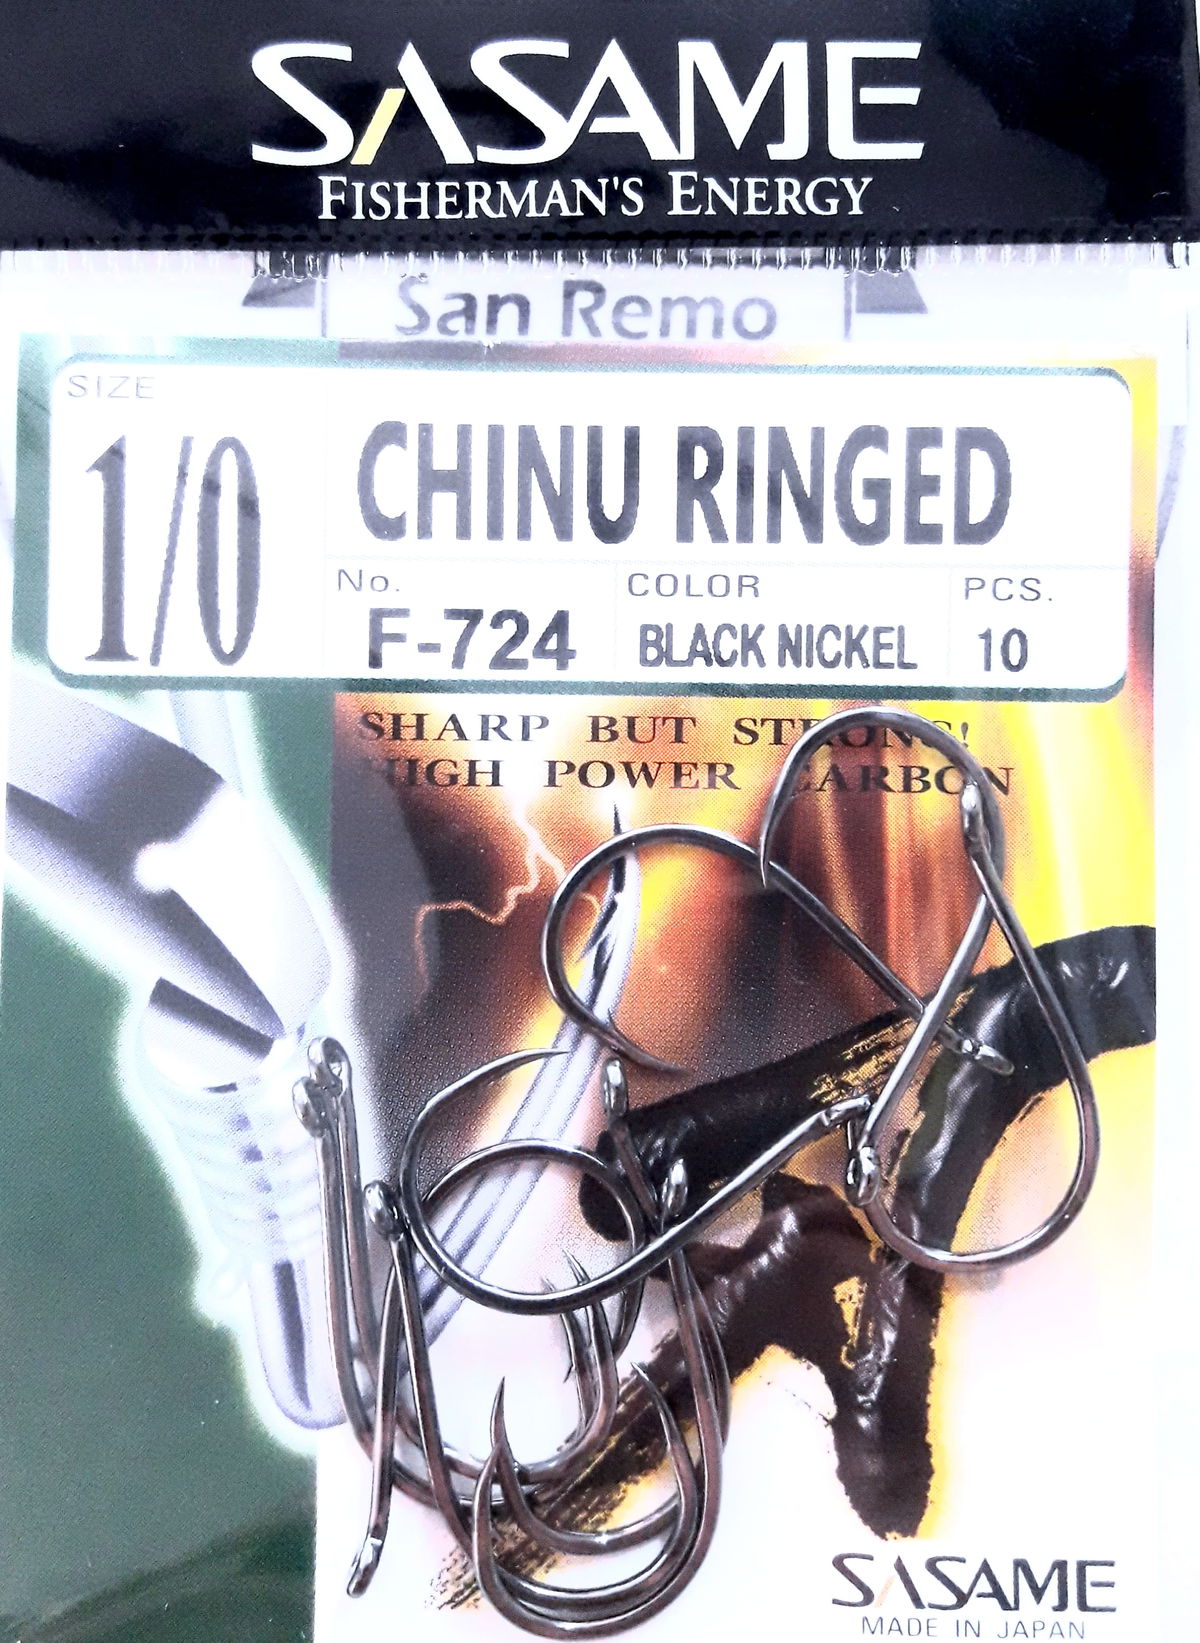 SASAME
FISHERMAN'S ENERGY
San Remo
SIZE
1/0
CHINU RINGED
No.
F-724
COLOR
BLACK NICKEL
PCS.
10
SHARP BUT STRONG!
HIGH POWER CARBON
SASAME
MADE IN JAPAN